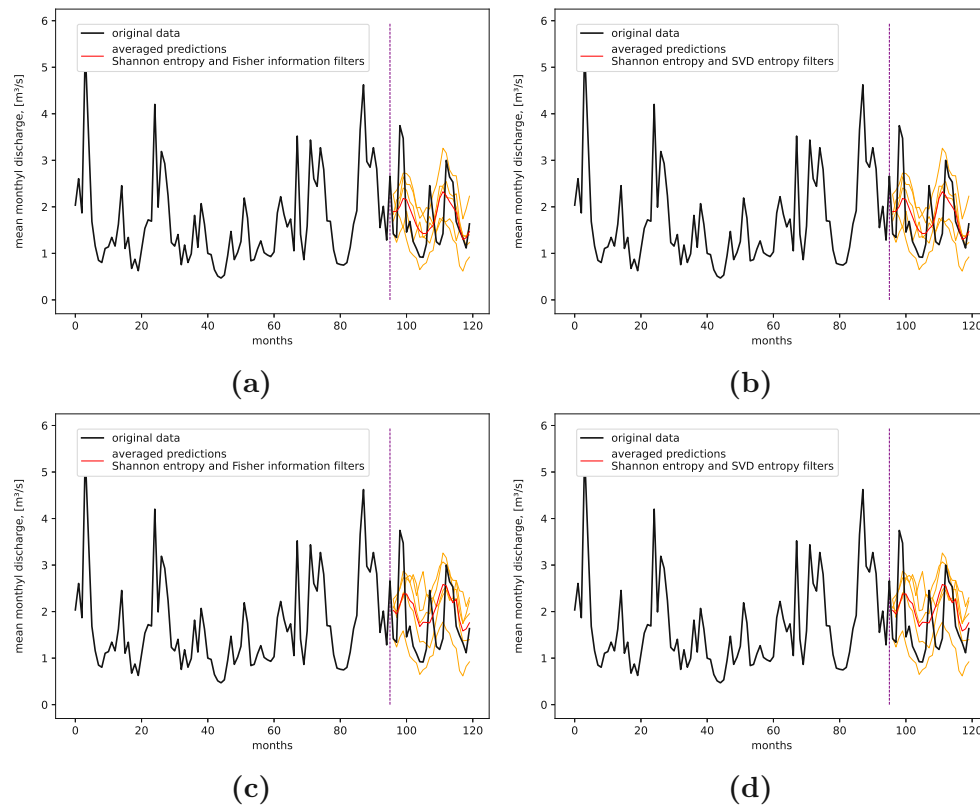 6
5
4
3
2
1
0
mean monthyl discharge, [m³/s]
original data
averaged predictions
Shannon entropy and Fisher information filters
0 20 40 60 80 100 120
months
(a)
6
5
4
3
2
1
0
mean monthyl discharge, [m³/s]
original data
averaged predictions
Shannon entropy and SVD entropy filters
0 20 40 60 80 100 120
months
(b)
6
5
4
3
2
1
0
mean monthyl discharge, [m³/s]
original data
averaged predictions
Shannon entropy and Fisher information filters
0 20 40 60 80 100 120
months
(c)
6
5
4
3
2
1
0
mean monthyl discharge, [m³/s]
original data
averaged predictions
Shannon entropy and SVD entropy filters
0 20 40 60 80 100 120
months
(d)